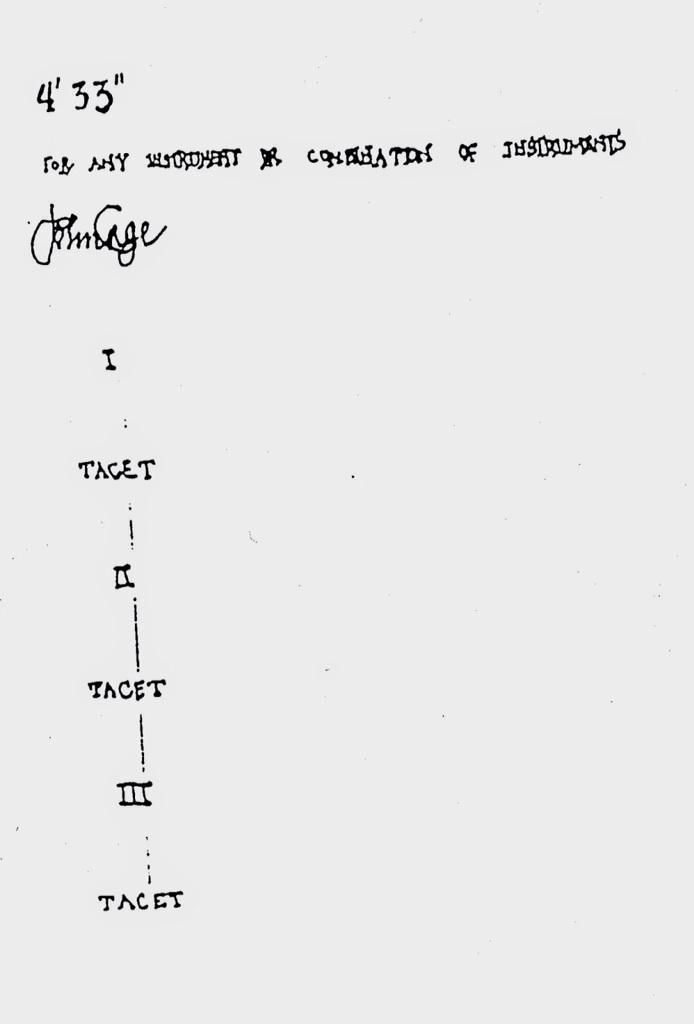 4' 33"
FOR ANY INSTRUMENT OR COMBINATION OF INSTRUMENTS
John Cage
I
TACET
II
TACET
III
TACET